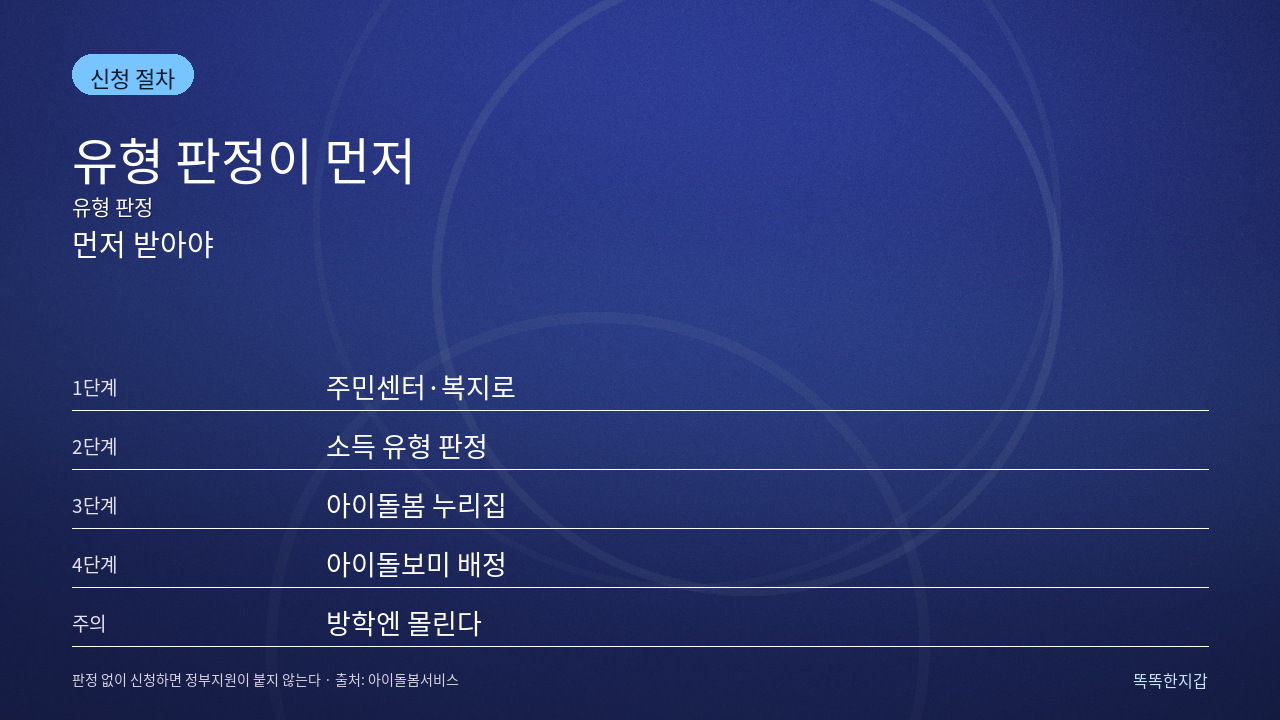 신청 절차
유형 판정이 먼저
유형 판정
먼저 받아야
1단계 주민센터·복지로
2단계 소득 유형 판정
3단계 아이돌봄 누리집
4단계 아이돌보미 배정
주의 방학엔 몰린다
판정 없이 신청하면 정부지원이 붙지 않는다 · 출처: 아이돌봄서비스
똑똑한지갑